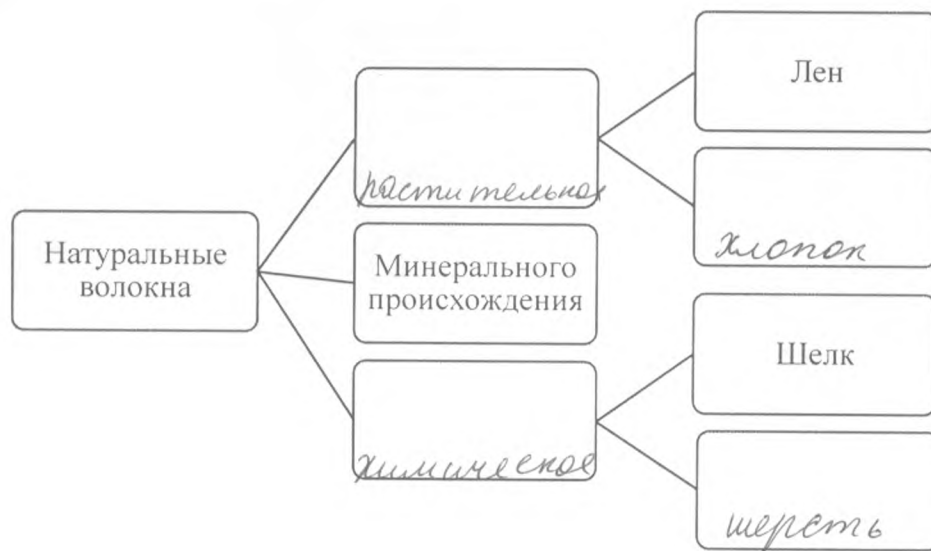 Натуральные
волокна
растительное
Минерального
происхождения
химическое
Лен
хлопок
Шелк
шерсть